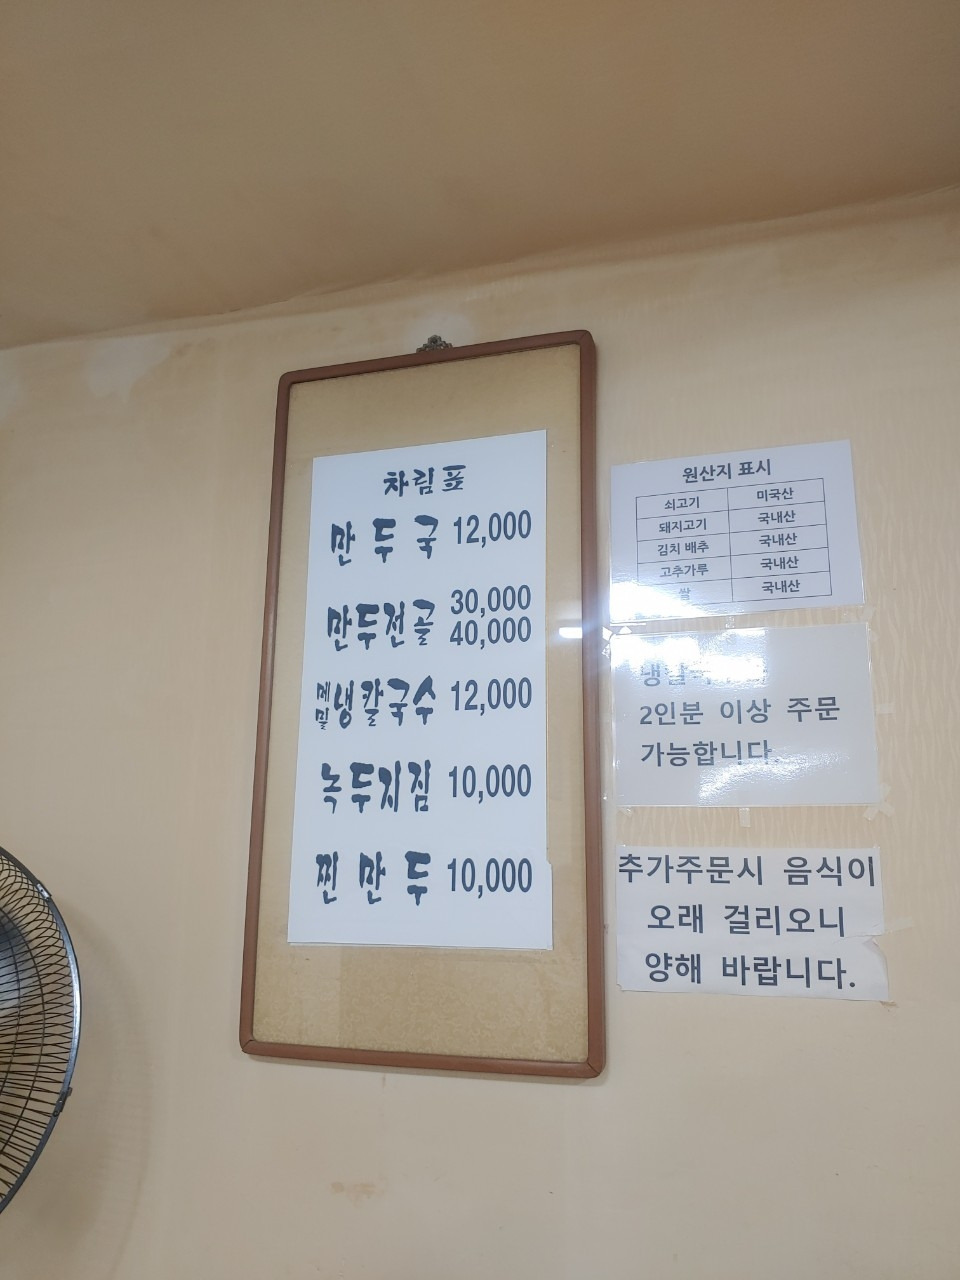 차림표
만두국 12,000
만두전골 30,000
40,000
메밀냉칼국수 12,000
녹두지짐 10,000
찐만두 10,000
원산지 표시
쇠고기 미국산
돼지고기 국내산
김치 배추 국내산
고추가루 국내산
쌀 국내산
2인분 이상 주문
가능합니다.
추가주문시 음식이
오래 걸리오니
양해 바랍니다.